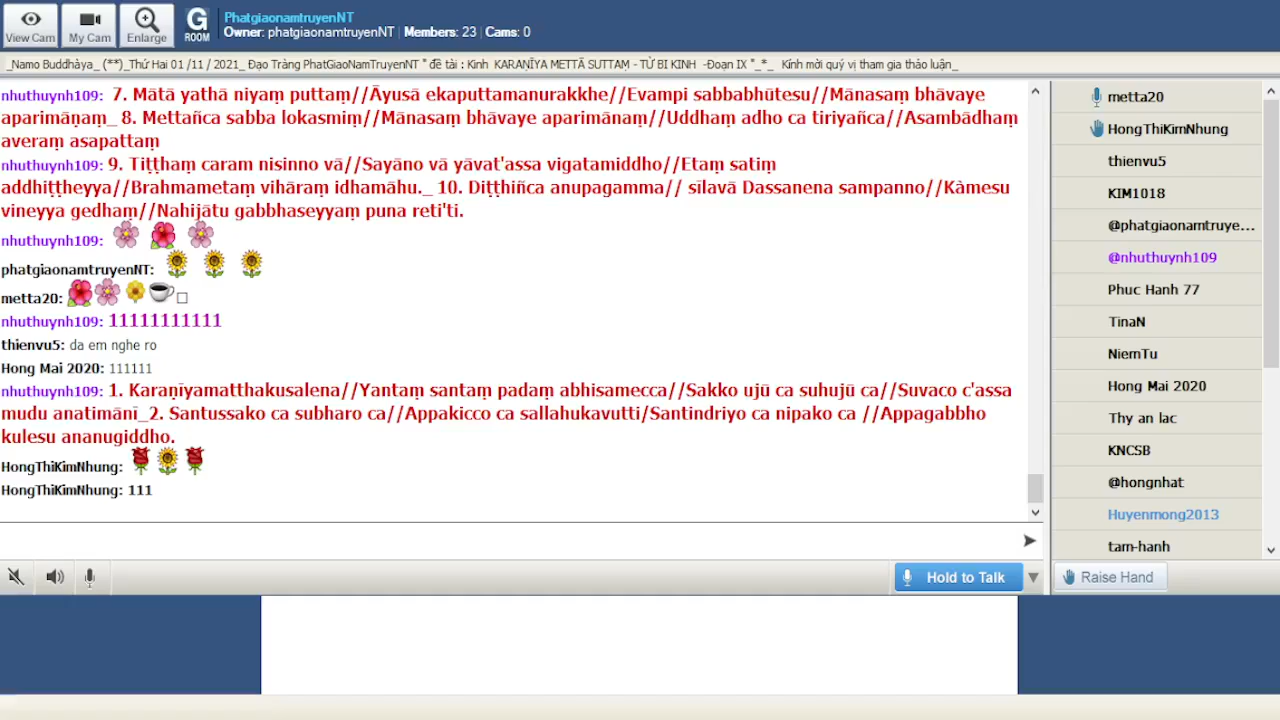 View Cam
My Cam
Enlarge
G
ROOM
PhatgiaonamtruyenNT
Owner: phatgiaonamtruyenNT | Members: 23 | Cams: 0
_Namo Buddhàya_ (**)_Thứ Hai 01 /11 / 2021_ Đạo Tràng PhatGiaoNamTruyenNT " đề tài : Kinh KARAṆĪYA METTĀ SUTTAṂ - TỪ BI KINH -Đoạn IX "_*_ Kính mời quý vị tham gia thảo luận_
nhuthuynh109: 7. Mātā yathā niyaṃ puttaṃ//Āyusā ekaputtamanurakkhe//Evampi sabbabhūtesu//Mānasaṃ bhāvaye
aparimāṇaṃ_ 8. Mettañca sabba lokasmiṃ//Mānasaṃ bhāvaye aparimānaṃ//Uddhaṃ adho ca tiriyañca//Asambādhaṃ
averaṃ asapattaṃ
nhuthuynh109: 9. Tiṭṭhaṃ caram nisinno vā//Sayāno vā yāvat'assa vigatamiddho//Etaṃ satiṃ
addhiṭṭheyya//Brahmametaṃ vihāraṃ idhamāhu._ 10. Diṭṭhiñca anupagamma// sīlavā Dassanena sampanno//Kàmesu
vineyya gedhaṃ//Nahijātu gabbhaseyyaṃ puna reti'ti.
nhuthuynh109:
phatgiaonamtruyenNT:
metta20:
nhuthuynh109: 11111111111
thienvu5: da em nghe ro
Hong Mai 2020: 111111
nhuthuynh109: 1. Karaṇīyamatthakusalena//Yantaṃ santaṃ padaṃ abhisamecca//Sakko ujū ca suhujū ca//Suvaco c'assa
mudu anatimāni_2. Santussako ca subharo ca//Appakicco ca sallahukavutti/Santindriyo ca nipako ca //Appagabbho
kulesu ananugiddho.
HongThiKimNhung:
HongThiKimNhung: 111
Hold to Talk
metta20
HongThiKimNhung
thienvu5
KIM1018
@phatgiaonamtruye...
@nhuthuynh109
Phuc Hanh 77
TinaN
NiemTu
Hong Mai 2020
Thy an lac
KNCSB
@hongnhat
Huyenmong2013
tam-hanh
Raise Hand